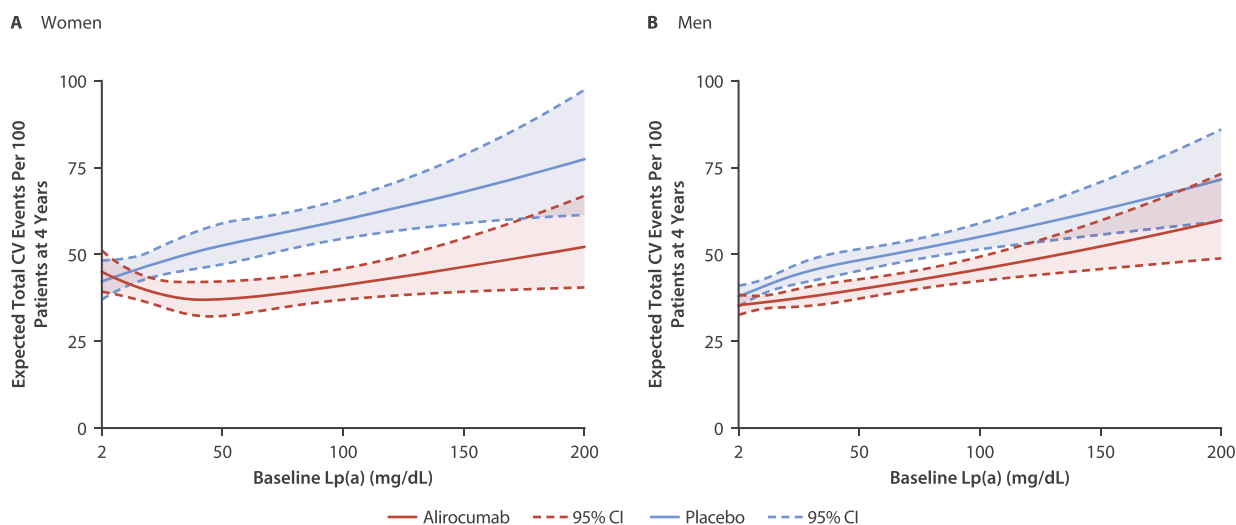 A Women
Expected Total CV Events Per 100
Patients at 4 Years
100
75
50
25
0
2 50 100 150 200
Baseline Lp(a) (mg/dL)
B Men
Expected Total CV Events Per 100
Patients at 4 Years
100
75
50
25
0
2 50 100 150 200
Baseline Lp(a) (mg/dL)
Alirocumab 95% CI Placebo 95% CI